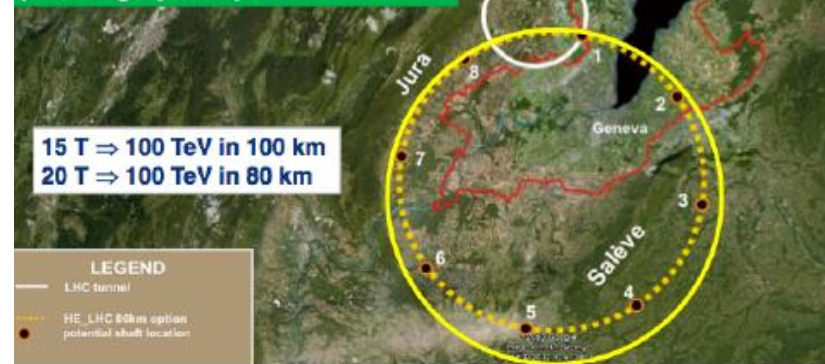 Jura
8
1
2
Geneva
15 T ⇒ 100 TeV in 100 km
20 T ⇒ 100 TeV in 80 km
7
3
Salève
6
4
5
LEGEND
LHC tunnel
HE_LHC 80km option
potential shaft location